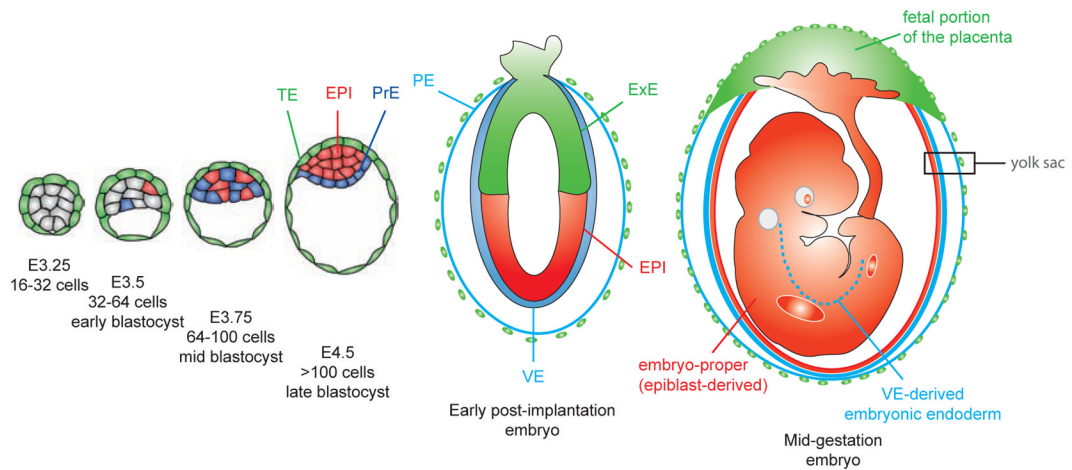 E3.25
16-32 cells
E3.5
32-64 cells
early blastocyst
E3.75
64-100 cells
mid blastocyst
TE
EPI
PrE
E4.5
>100 cells
late blastocyst
PE
ExE
EPI
VE
Early post-implantation
embryo
fetal portion
of the placenta
yolk sac
embryo-proper
(epiblast-derived)
VE-derived
embryonic endoderm
Mid-gestation
embryo